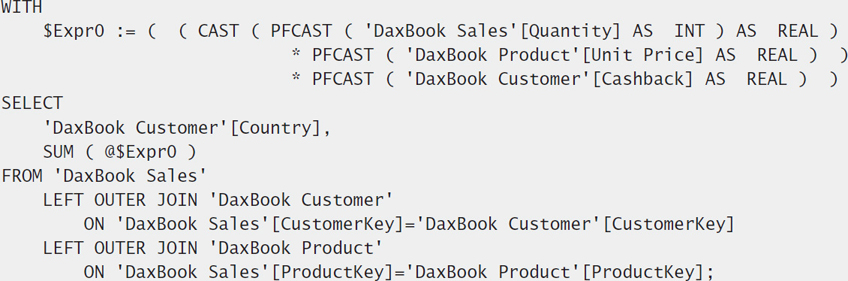 WITH
$Expr0 := ( ( CAST ( PFCAST ( 'DaxBook Sales'[Quantity] AS INT ) AS REAL )
* PFCAST ( 'DaxBook Product'[Unit Price] AS REAL ) )
* PFCAST ( 'DaxBook Customer'[Cashback] AS REAL ) )
SELECT
'DaxBook Customer'[Country],
SUM ( @$Expr0 )
FROM 'DaxBook Sales'
LEFT OUTER JOIN 'DaxBook Customer'
ON 'DaxBook Sales'[CustomerKey]='DaxBook Customer'[CustomerKey]
LEFT OUTER JOIN 'DaxBook Product'
ON 'DaxBook Sales'[ProductKey]='DaxBook Product'[ProductKey];